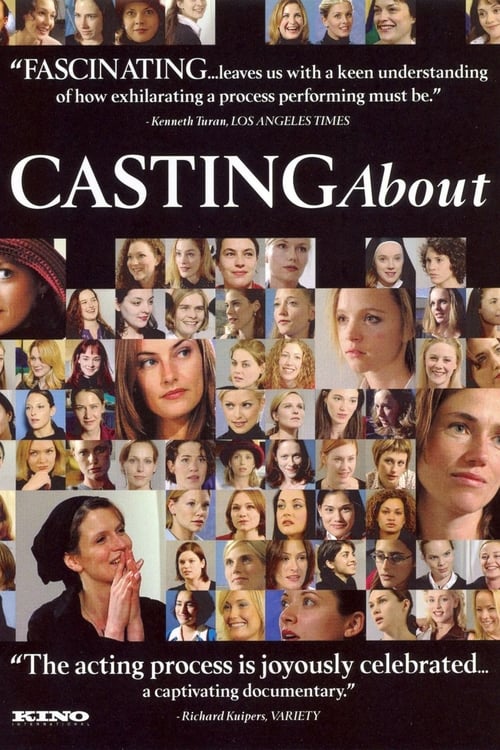 “FASCINATING...leaves us with a keen understanding
of how exhilarating a process performing must be.”
- Kenneth Turan, LOS ANGELES TIMES
CASTING About
“The acting process is joyously celebrated...
a captivating documentary.”
- Richard Kuipers, VARIETY
KINO
INTERNATIONAL